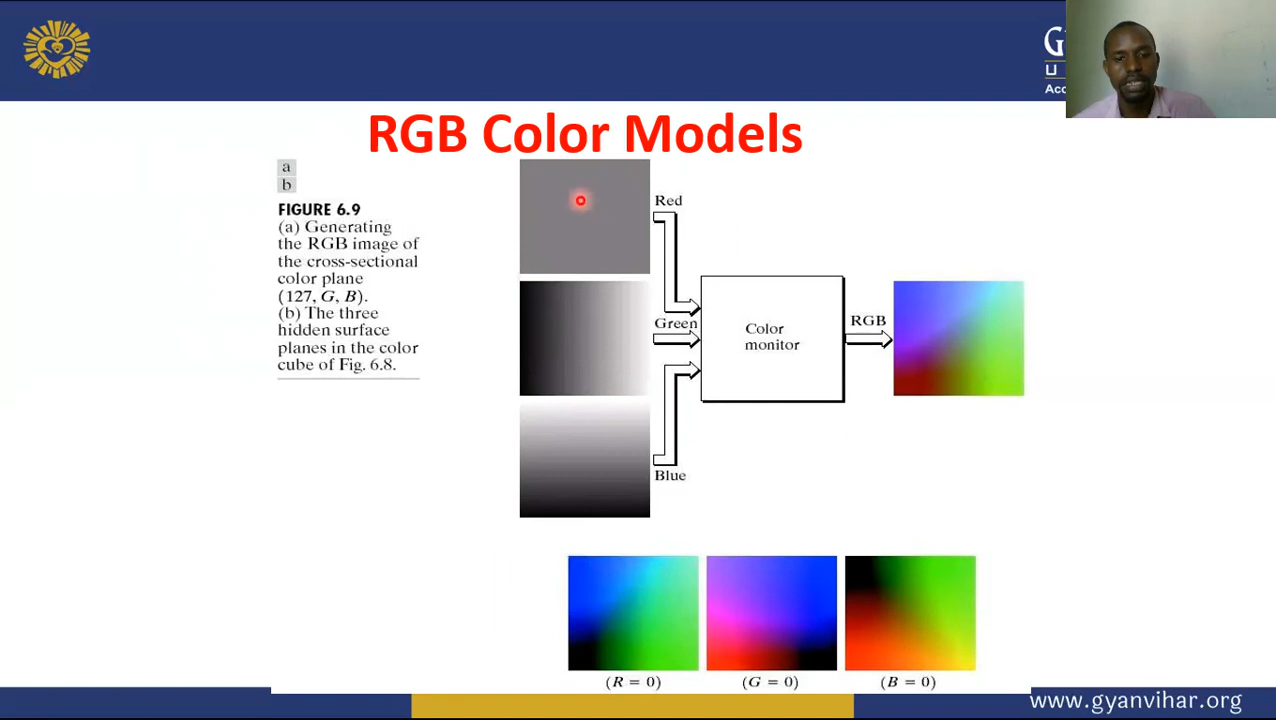 G
U
Acc
RGB Color Models
a
b
FIGURE 6.9
(a) Generating
the RGB image of
the cross-sectional
color plane
(127, G, B).
(b) The three
hidden surface
planes in the color
cube of Fig. 6.8.
Red
Green
Blue
Color
monitor
RGB
(R = 0)
(G = 0)
(B = 0)
www.gyanvihar.org